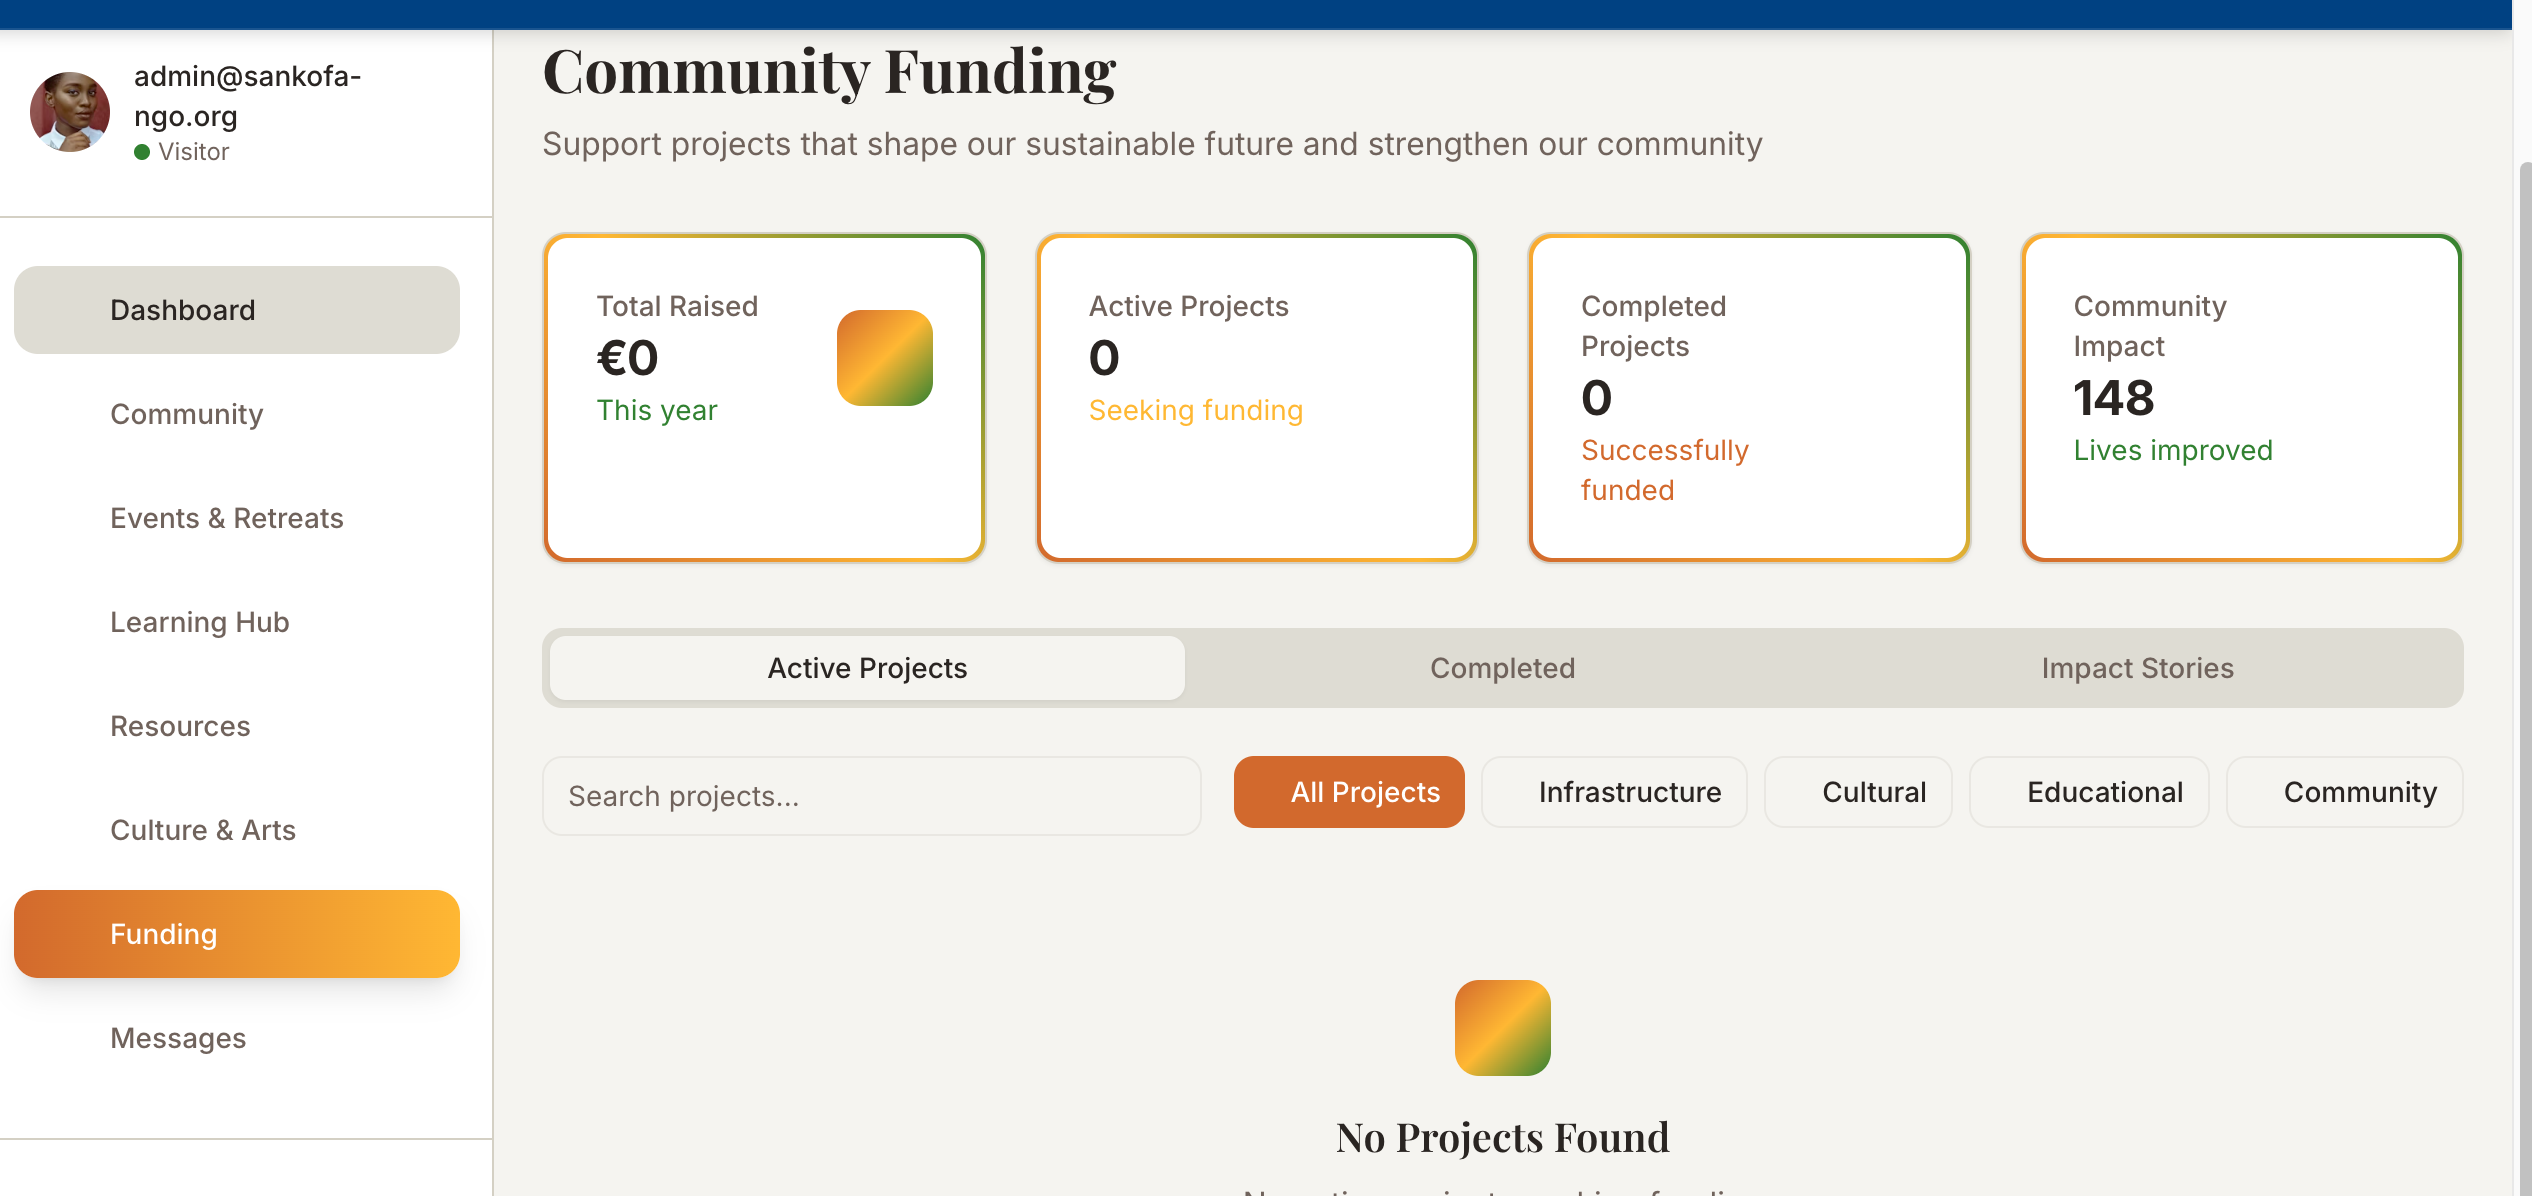 Community Funding
admin@sankofa-
ngo.org
Visitor
Support projects that shape our sustainable future and strengthen our community
Dashboard
Community
Events & Retreats
Learning Hub
Resources
Culture & Arts
Funding
Messages
Total Raised
€0
This year
Active Projects
0
Seeking funding
Completed
Projects
0
Successfully
funded
Community
Impact
148
Lives improved
Active Projects
Completed
Impact Stories
Search projects...
All Projects
Infrastructure
Cultural
Educational
Community
No Projects Found